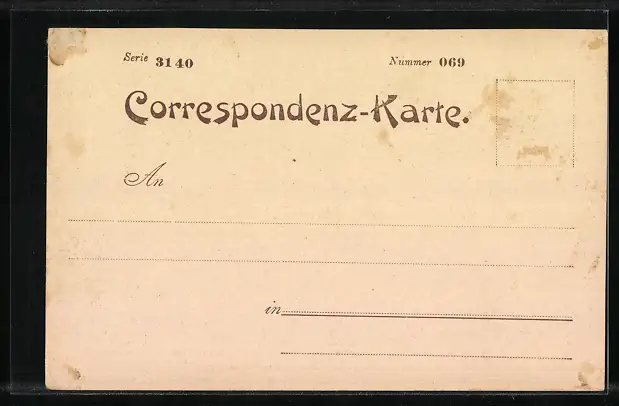 Serie 3140 Nummer 069
Correspondenz-Karte.
An
in